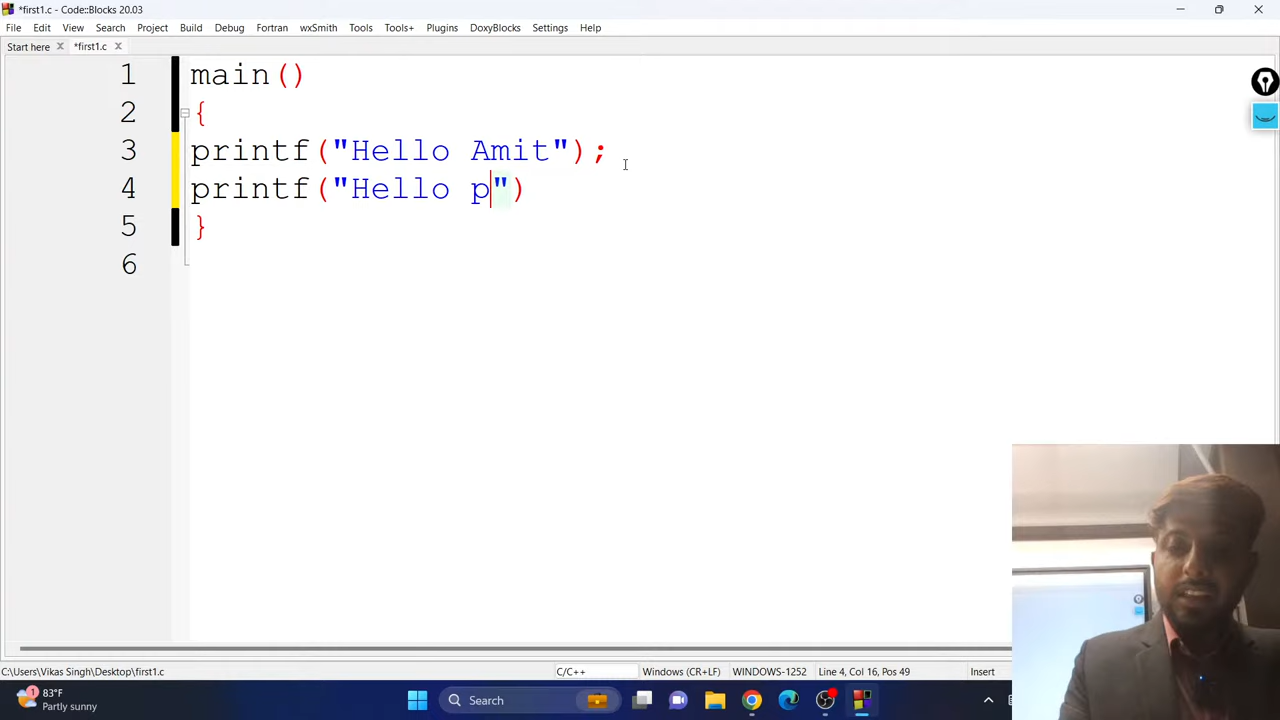 *first1.c - Code::Blocks 20.03
File Edit View Search Project Build Debug Fortran wxSmith Tools Tools+ Plugins DoxyBlocks Settings Help
Start here *first1.c
1 main()
2 {
3 printf("Hello Amit");
4 printf("Hello p")
5 }
6
C:\Users\Vikas Singh\Desktop\first1.c C/C++ Windows (CR+LF) WINDOWS-1252 Line 4, Col 16, Pos 49 Insert
1 83°F
Partly sunny
Search